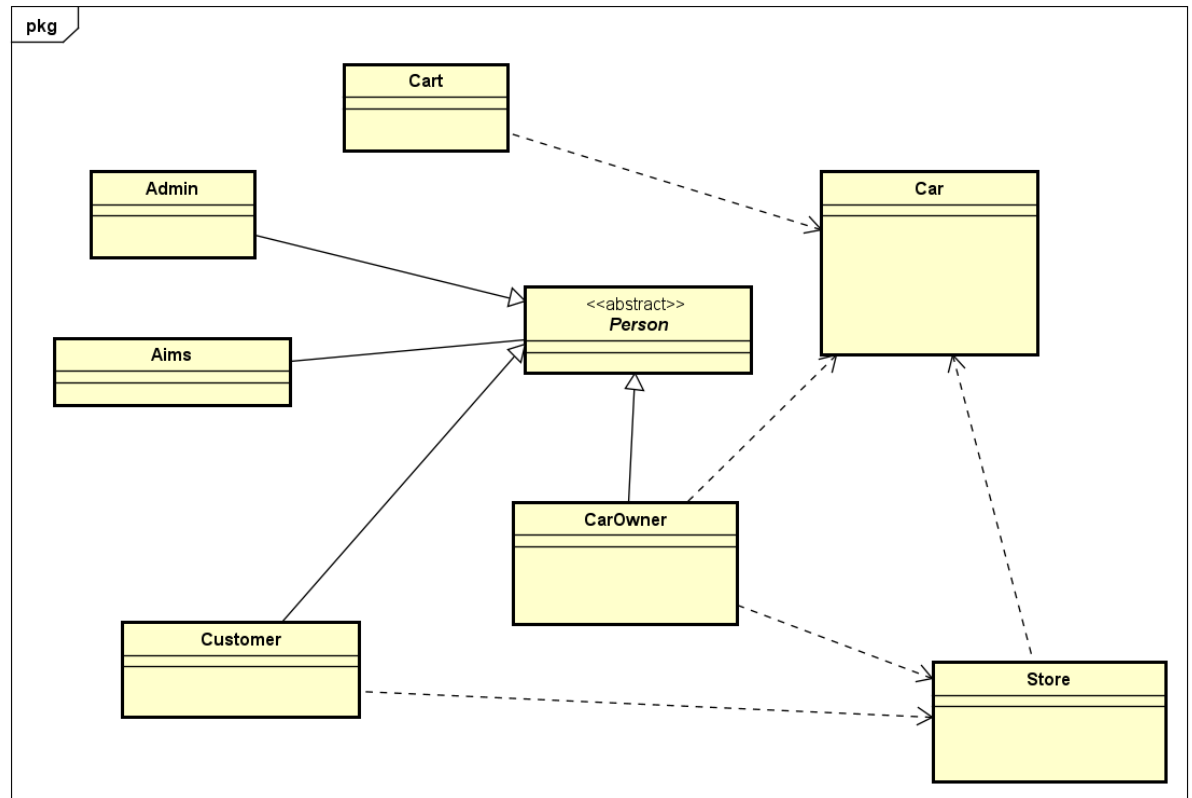 pkg
Cart
Admin
Car
<<abstract>>
Person
Aims
CarOwner
Customer
Store